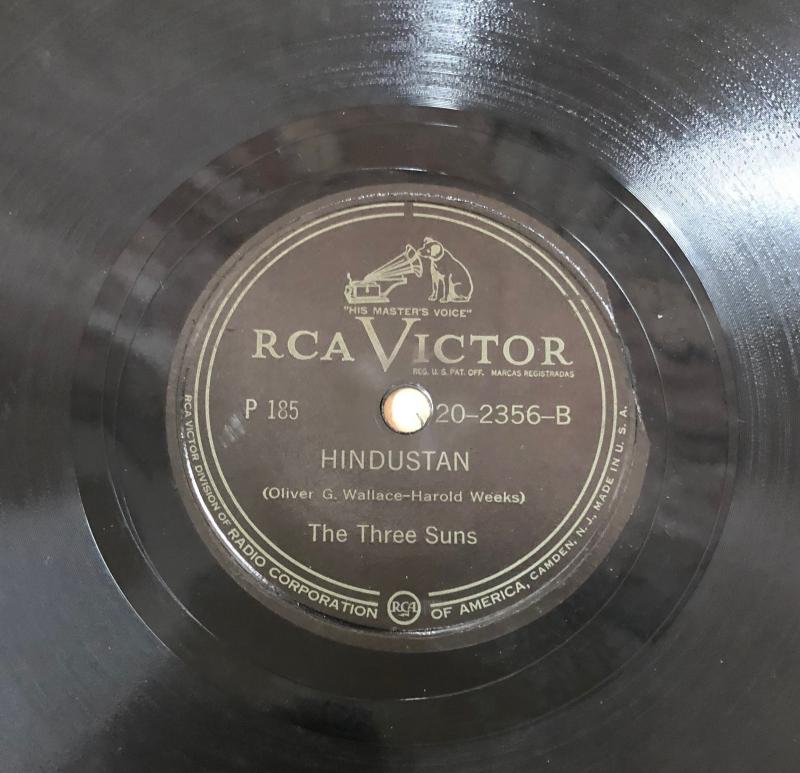 "HIS MASTER'S VOICE"
RCA VICTOR
REG. U. S. PAT. OFF. MARCAS REGISTRADAS
P 185
20–2356–B
HINDUSTAN
(Oliver G. Wallace–Harold Weeks)
The Three Suns
RCA VICTOR DIVISION OF RADIO CORPORATION OF AMERICA, CAMDEN, N. J. MADE IN U. S. A.
RCA